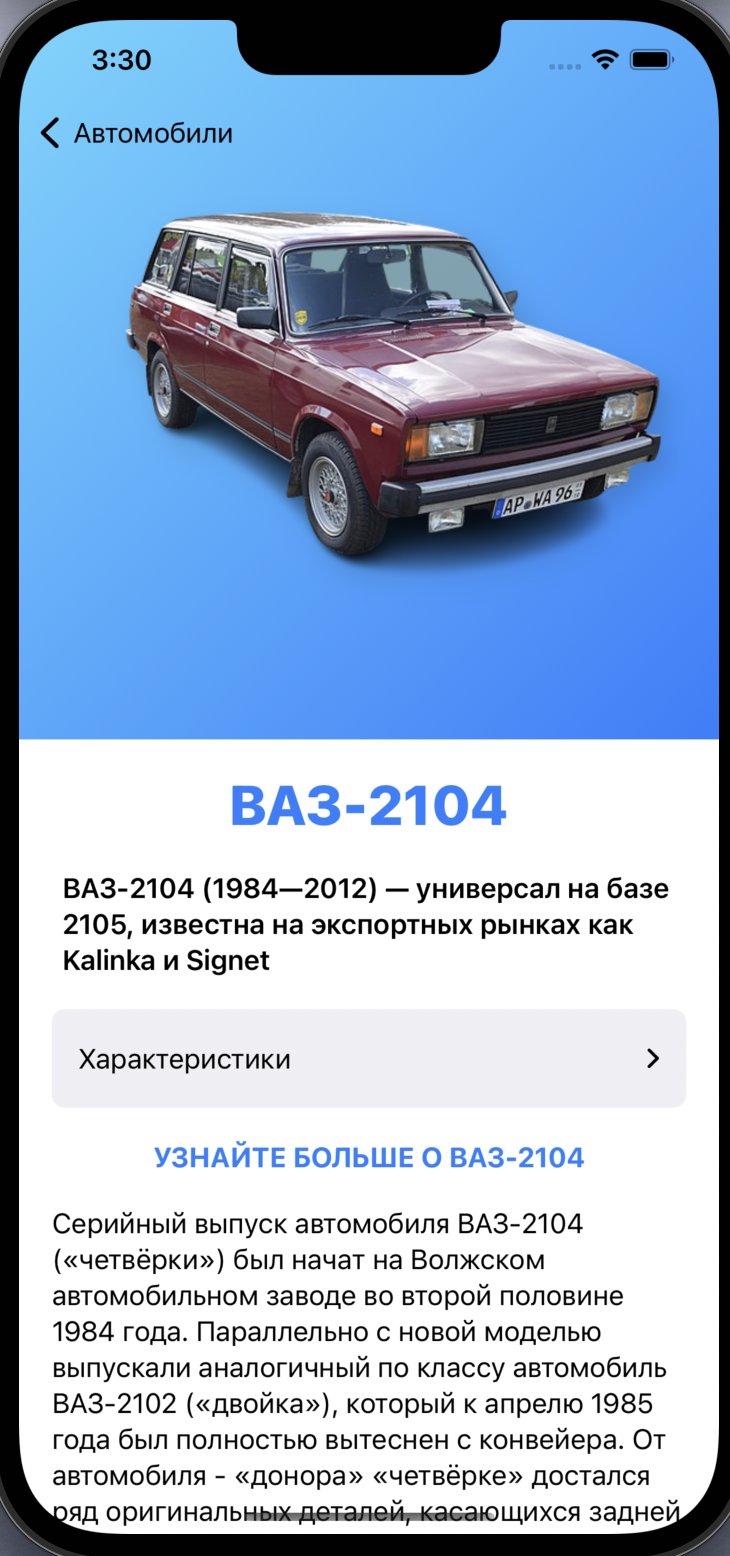 3:30
Автомобили
AP WA 96
ВАЗ-2104
ВАЗ-2104 (1984—2012) — универсал на базе
2105, известна на экспортных рынках как
Kalinka и Signet
Характеристики
УЗНАЙТЕ БОЛЬШЕ О ВАЗ-2104
Серийный выпуск автомобиля ВАЗ-2104
(«четвёрки») был начат на Волжском
автомобильном заводе во второй половине
1984 года. Параллельно с новой моделью
выпускали аналогичный по классу автомобиль
ВАЗ-2102 («двойка»), который к апрелю 1985
года был полностью вытеснен с конвейера. От
автомобиля - «донора» «четвёрке» достался
ряд оригинальных деталей, касающихся задней